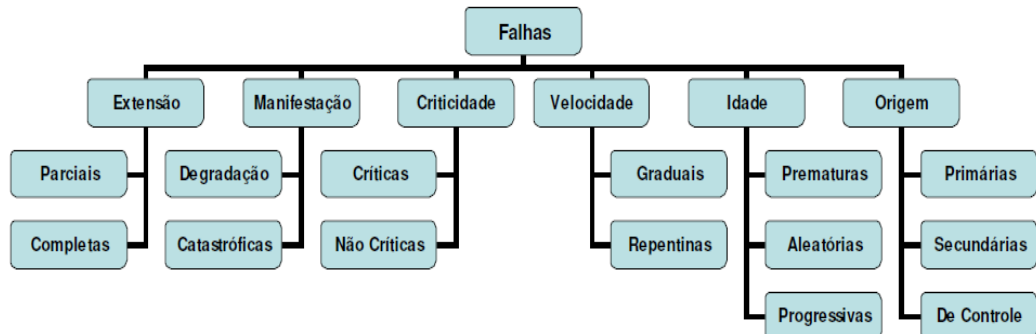 Falhas
Extensão
Manifestação
Criticidade
Velocidade
Idade
Origem
Parciais
Degradação
Críticas
Graduais
Prematuras
Primárias
Completas
Catastróficas
Não Críticas
Repentinas
Aleatórias
Secundárias
Progressivas
De Controle